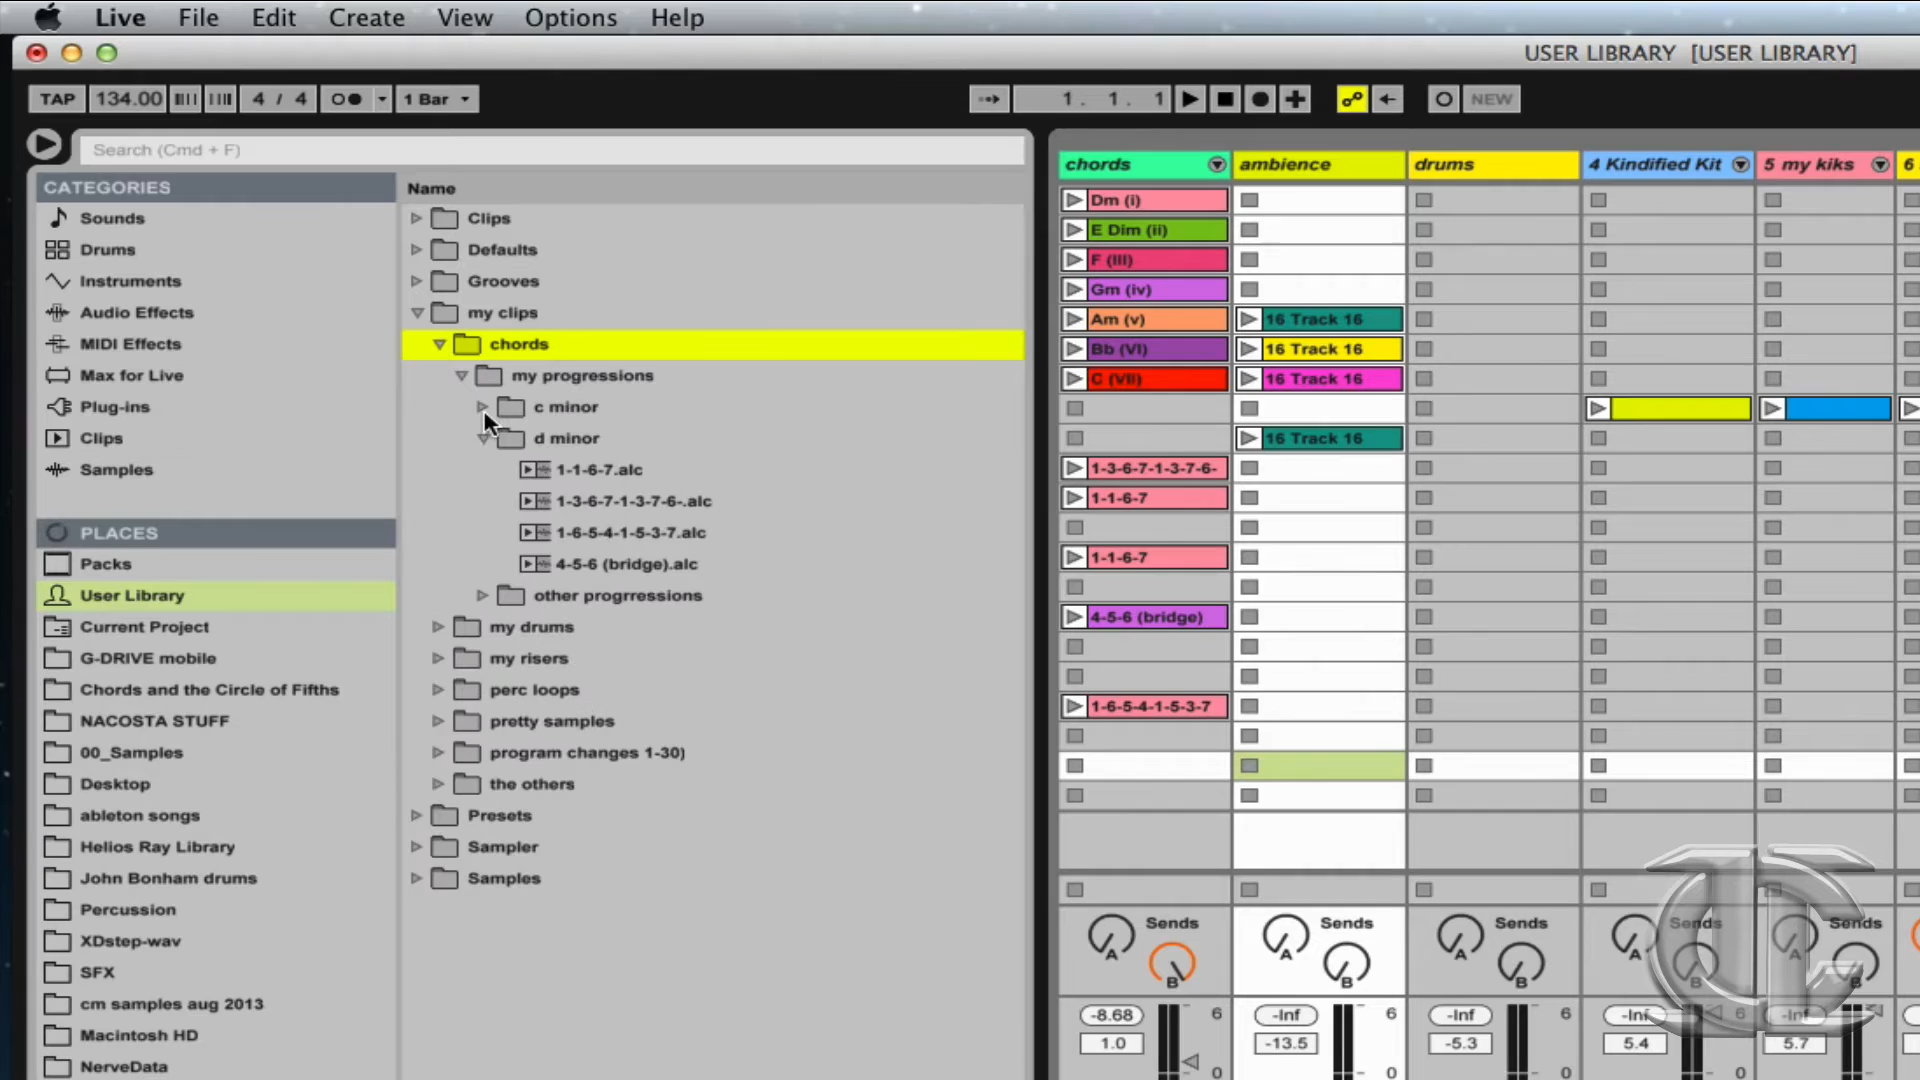 Live File Edit Create View Options Help
USER LIBRARY [USER LIBRARY]
TAP 134.00 4 / 4 1 Bar 1. 1. 1 NEW
Search (Cmd + F)
CATEGORIES
Sounds
Drums
Instruments
Audio Effects
MIDI Effects
Max for Live
Plug-ins
Clips
Samples
PLACES
Packs
User Library
Current Project
G-DRIVE mobile
Chords and the Circle of Fifths
NACOSTA STUFF
00_Samples
Desktop
ableton songs
Helios Ray Library
John Bonham drums
Percussion
XDstep-wav
SFX
cm samples aug 2013
Macintosh HD
NerveData
Name
Clips
Defaults
Grooves
my clips
chords
my progressions
c minor
d minor
1-1-6-7.alc
1-3-6-7-1-3-7-6-.alc
1-6-5-4-1-5-3-7.alc
4-5-6 (bridge).alc
other progrressions
my drums
my risers
perc loops
pretty samples
program changes 1-30)
the others
Presets
Sampler
Samples
chords ambience drums 4 Kindified Kit 5 my kiks 6
Dm (i)
E Dim (ii)
F (III)
Gm (iv)
Am (v) 16 Track 16
Bb (VI) 16 Track 16
C (VII) 16 Track 16
16 Track 16
1-3-6-7-1-3-7-6-
1-1-6-7
1-1-6-7
4-5-6 (bridge)
1-6-5-4-1-5-3-7
Sends Sends Sends Sends Sends
A A A A A
B B B B B
-8.68 6 -Inf 6 -Inf 6 -Inf 6 -Inf
1.0 -13.5 -5.3 5.4 5.7
0 0 0 0